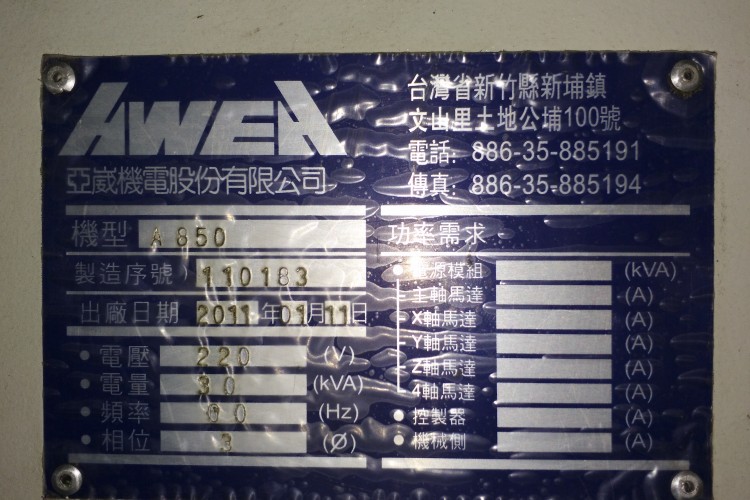 AWEA
亞崴機電股份有限公司
台灣省新竹縣新埔鎮
文山里土地公埔100號
電話: 886-35-885191
傳真: 886-35-885194
機型 A850
製造序號 110183
出廠日期 2011年01月11日
• 電壓 220 (V)
• 電量 30 (kVA)
• 頻率 (Hz)
• 相位 3 (Ø)
功率需求
• 電源模組 (kVA)
主軸馬達 (A)
X軸馬達 (A)
Y軸馬達 (A)
Z軸馬達 (A)
4軸馬達 (A)
• 控製器 (A)
• 機械側 (A)